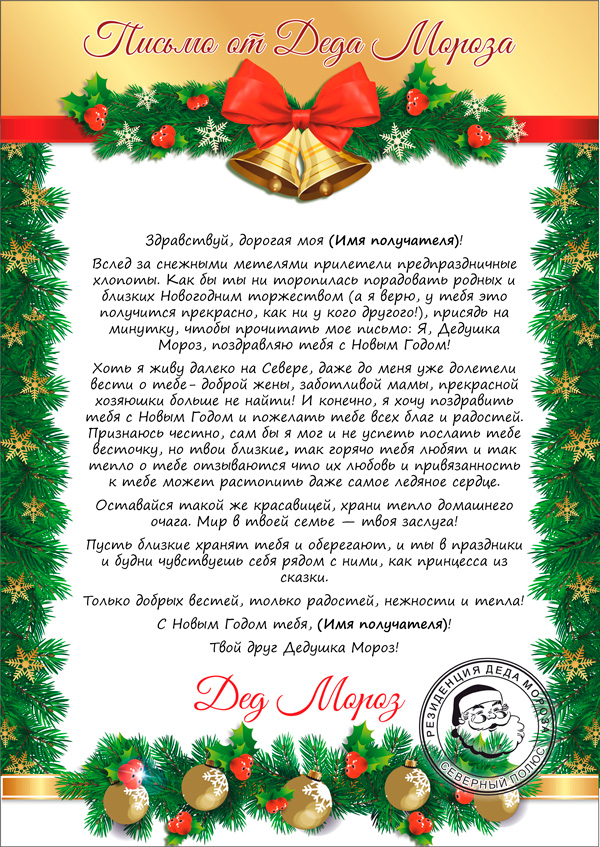 Письмо от Деда Мороза
Здравствуй, дорогая моя (Имя получателя)!
Вслед за снежными метелями прилетели предпраздничные
хлопоты. Как бы ты ни торопилась порадовать родных и
близких Новогодним торжеством (а я верю, у тебя это
получится прекрасно, как ни у кого другого!), присядь на
минутку, чтобы прочитать мое письмо: Я, Дедушка
Мороз, поздравляю тебя с Новым Годом!
Хоть я живу далеко на Севере, даже до меня уже долетели
вести о тебе- доброй жены, заботливой мамы, прекрасной
хозяюшки больше не найти! И конечно, я хочу поздравить
тебя с Новым Годом и пожелать тебе всех благ и радостей.
Признаюсь честно, сам бы я мог и не успеть послать тебе
весточку, но твои близкие, так горячо тебя любят и так
тепло о тебе отзываются что их любовь и привязанность
к тебе может растопить даже самое ледяное сердце.
Оставайся такой же красавицей, храни тепло домашнего
очага. Мир в твоей семье — твоя заслуга!
Пусть близкие хранят тебя и оберегают, и ты в праздники
и будни чувствуешь себя рядом с ними, как принцесса из
сказки.
Только добрых вестей, только радостей, нежности и тепла!
С Новым Годом тебя, (Имя получателя)!
Твой друг Дедушка Мороз!
Дед Мороз
РЕЗИДЕНЦИЯ ДЕДА МОРОЗА
СЕВЕРНЫЙ ПОЛЮС